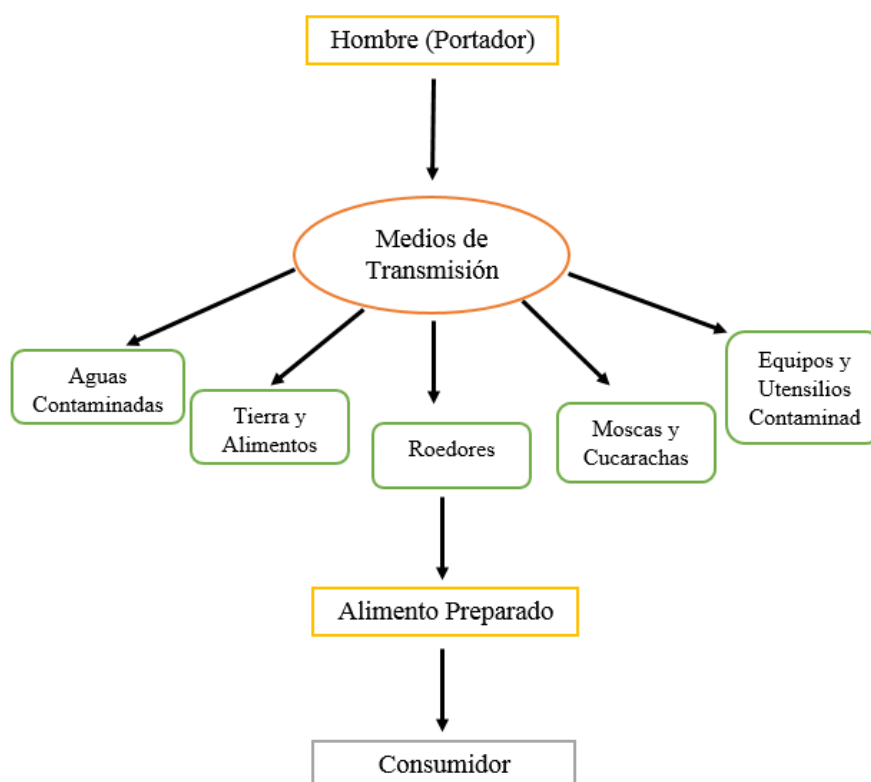 Hombre (Portador)
Medios de
Transmisión
Aguas
Contaminadas
Tierra y
Alimentos
Roedores
Moscas y
Cucarachas
Equipos y
Utensilios
Contaminad
Alimento Preparado
Consumidor